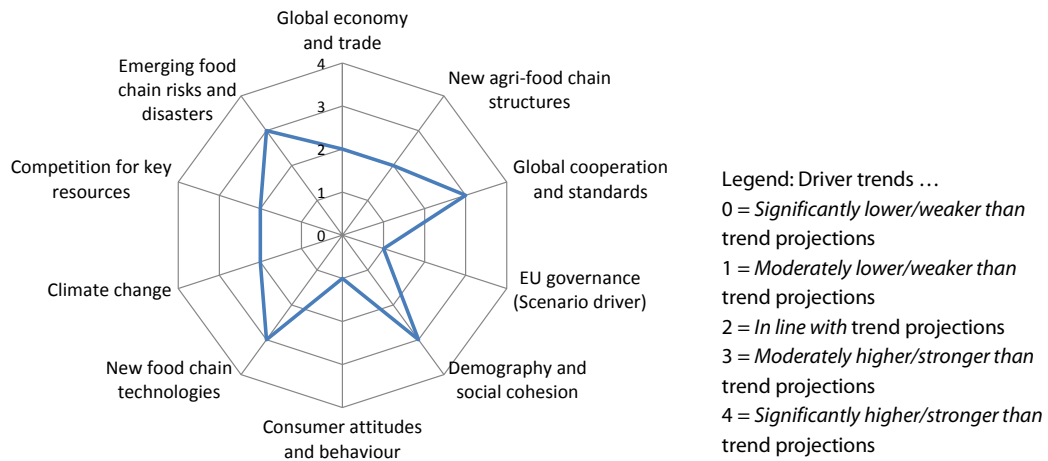 Global economy
and trade
New agri-food chain
structures
Global cooperation
and standards
EU governance
(Scenario driver)
Demography and
social cohesion
Consumer attitudes
and behaviour
New food chain
technologies
Climate change
Competition for key
resources
Emerging food
chain risks and
disasters
4
3
2
1
0
Legend: Driver trends …
0 = Significantly lower/weaker than
trend projections
1 = Moderately lower/weaker than
trend projections
2 = In line with trend projections
3 = Moderately higher/stronger than
trend projections
4 = Significantly higher/stronger than
trend projections